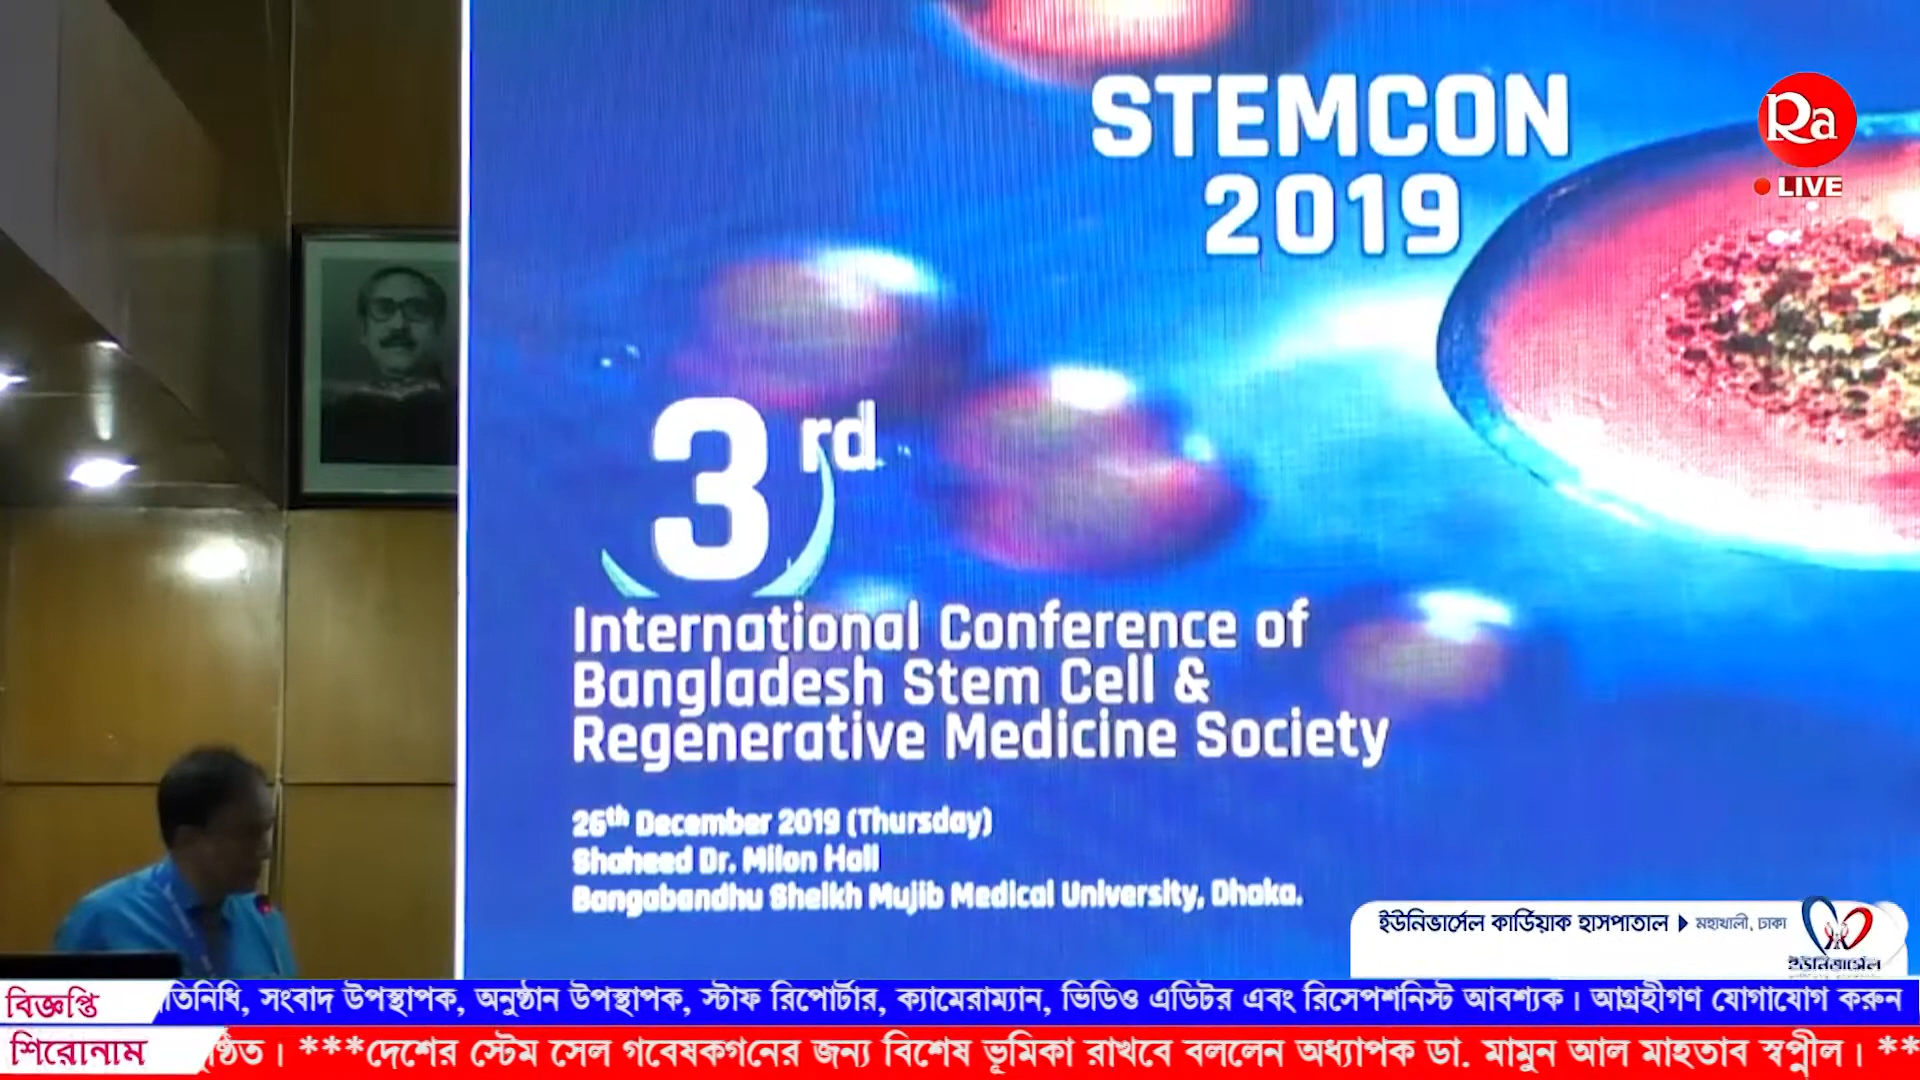 STEMCON
2019
Ra
LIVE
3rd
International Conference of
Bangladesh Stem Cell &
Regenerative Medicine Society
26th December 2019 (Thursday)
Shaheed Dr. Milon Hall
Bangabandhu Sheikh Mujib Medical University, Dhaka.
ইউনিভার্সেল কার্ডিয়াক হাসপাতাল মহাখালী, ঢাকা
ইউনিভার্সেল
বিজ্ঞপ্তি তিনিধি, সংবাদ উপস্থাপক, অনুষ্ঠান উপস্থাপক, স্টাফ রিপোর্টার, ক্যামেরাম্যান, ভিডিও এডিটর এবং রিসেপশনিস্ট আবশ্যক। আগ্রহীগণ যোগাযোগ করুন
শিরোনাম ষ্ঠিত। ***দেশের স্টেম সেল গবেষকগনের জন্য বিশেষ ভূমিকা রাখবে বললেন অধ্যাপক ডা. মামুন আল মাহতাব স্বপ্নীল। **